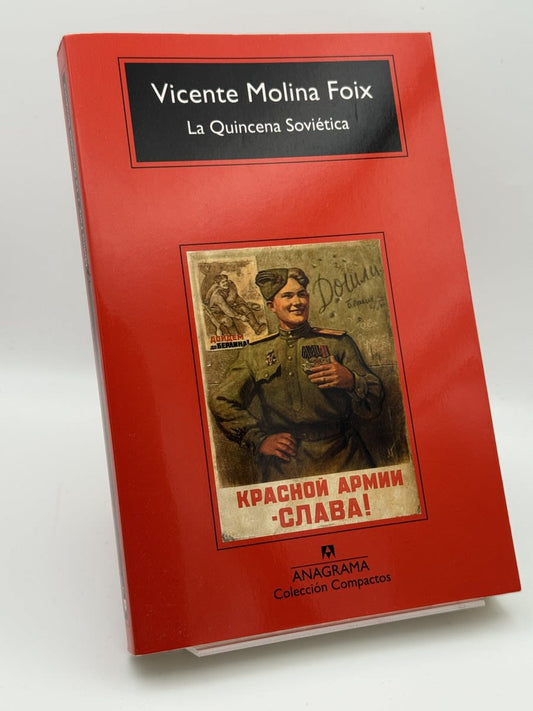 Vicente Molina Foix
La Quincena Soviética
Дошли
ДОЙДЕМ
до БЕРЛИНА!
КРАСНОЙ АРМИИ
-СЛАВА!
ANAGRAMA
Colección Compactos